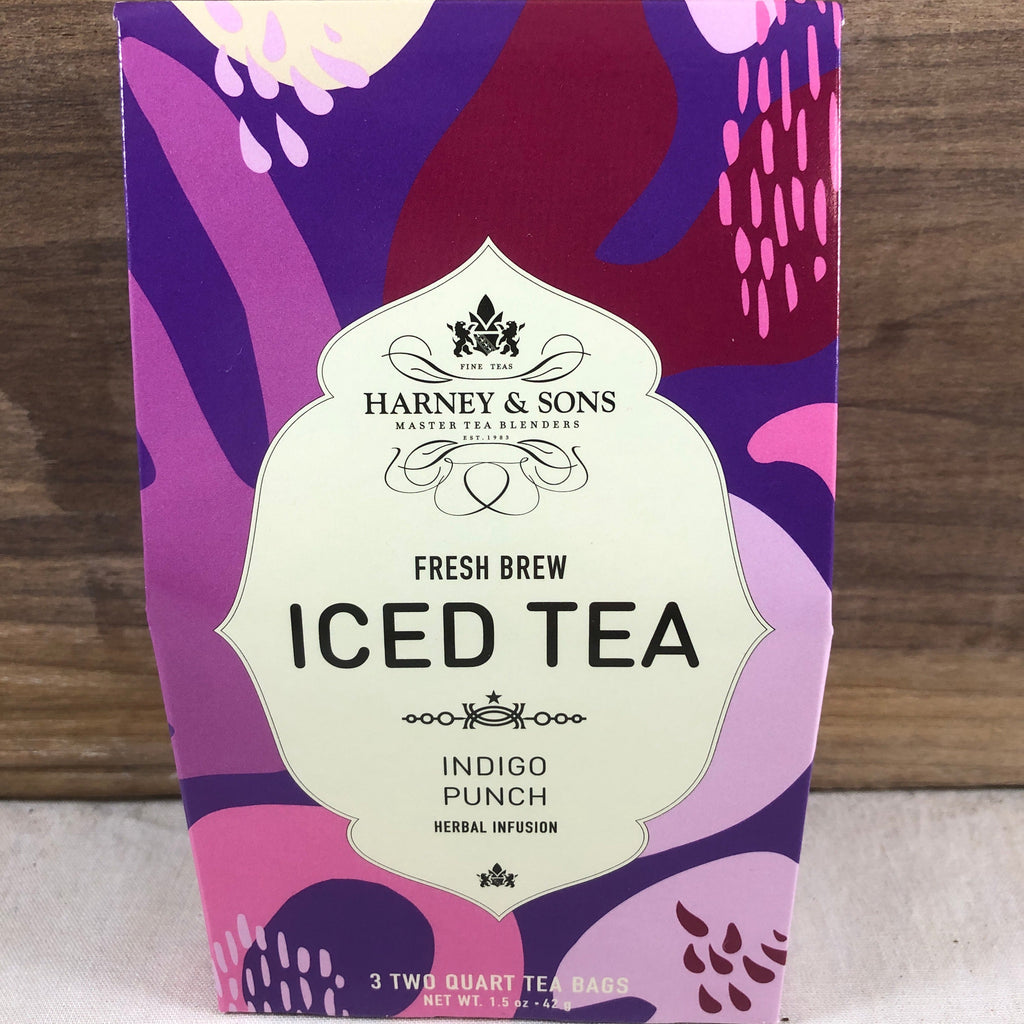 FINE TEAS
HARNEY & SONS
MASTER TEA BLENDERS
EST. 1983
FRESH BREW
ICED TEA
INDIGO
PUNCH
HERBAL INFUSION
3 TWO QUART TEA BAGS
NET WT. 1.5 oz - 42 g